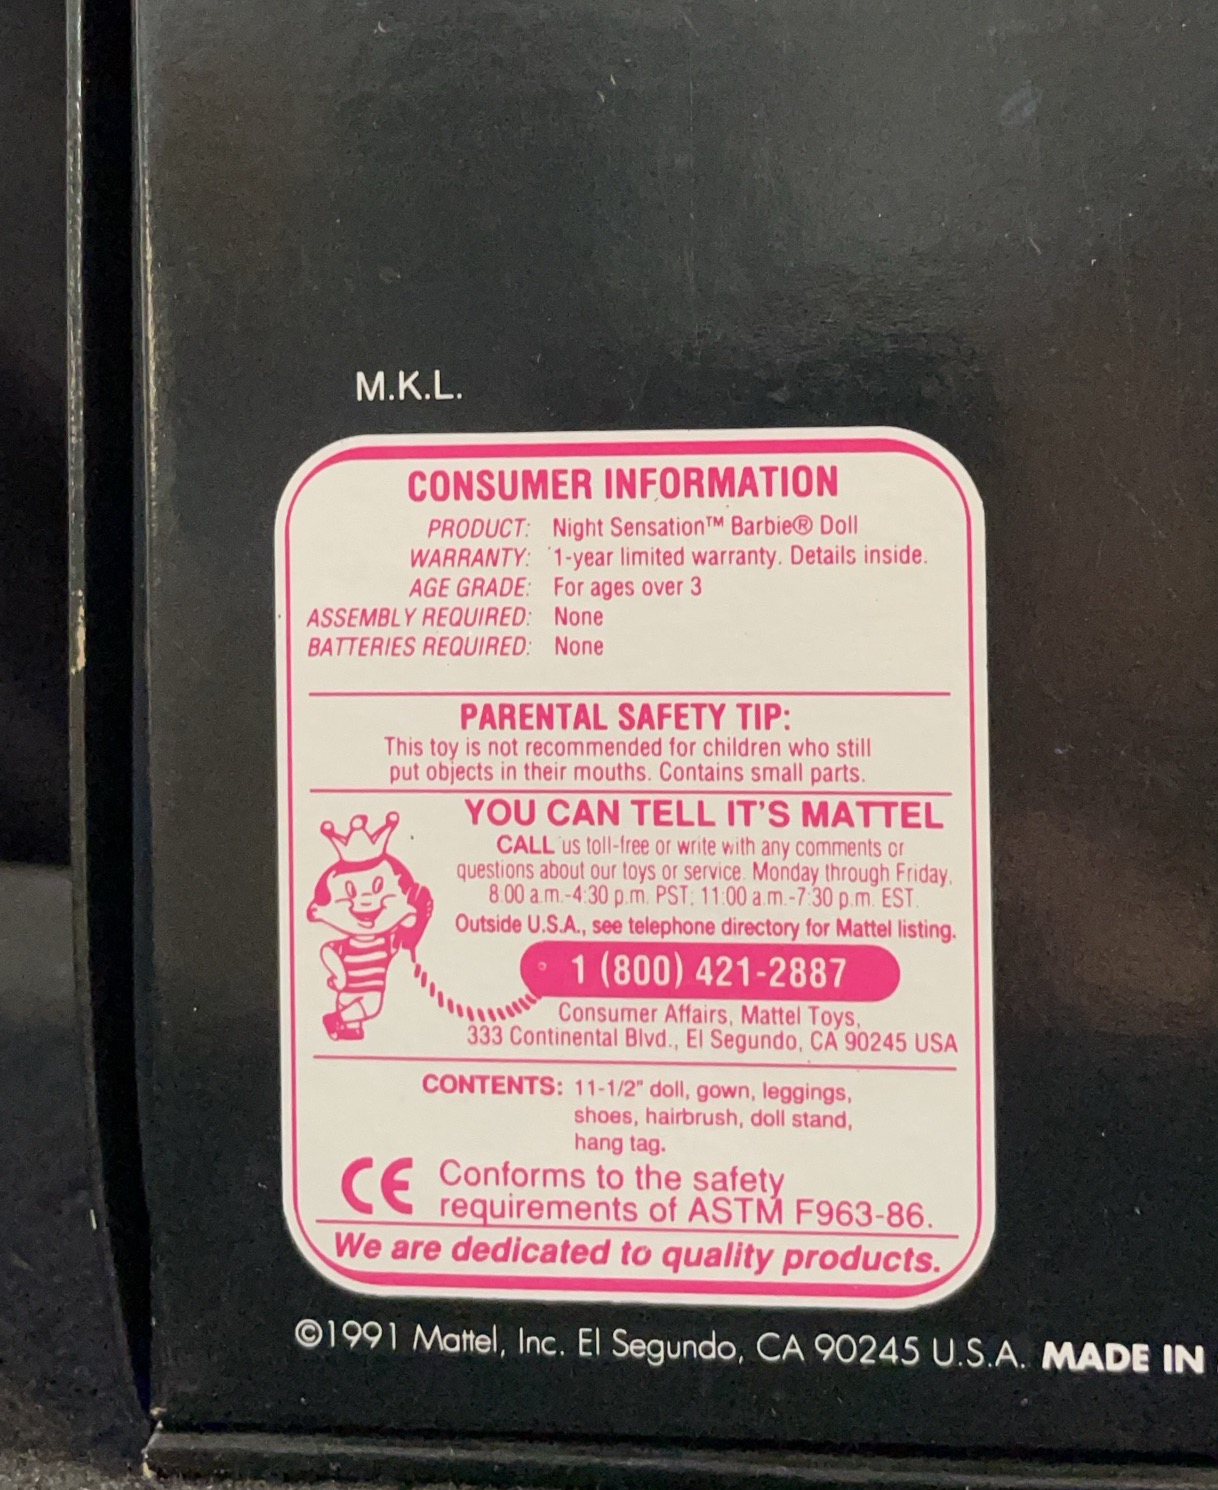 M.K.L.
CONSUMER INFORMATION
PRODUCT: Night Sensation™ Barbie® Doll
WARRANTY: 1-year limited warranty. Details inside.
AGE GRADE: For ages over 3
ASSEMBLY REQUIRED: None
BATTERIES REQUIRED: None
PARENTAL SAFETY TIP:
This toy is not recommended for children who still
put objects in their mouths. Contains small parts.
YOU CAN TELL IT'S MATTEL
CALL us toll-free or write with any comments or
questions about our toys or service. Monday through Friday,
8:00 a.m.-4:30 p.m. PST; 11:00 a.m.-7:30 p.m. EST.
Outside U.S.A., see telephone directory for Mattel listing.
1 (800) 421-2887
Consumer Affairs, Mattel Toys,
333 Continental Blvd., El Segundo, CA 90245 USA
CONTENTS: 11-1/2" doll, gown, leggings,
shoes, hairbrush, doll stand,
hang tag.
CE Conforms to the safety
requirements of ASTM F963-86.
We are dedicated to quality products.
©1991 Mattel, Inc. El Segundo, CA 90245 U.S.A. MADE IN